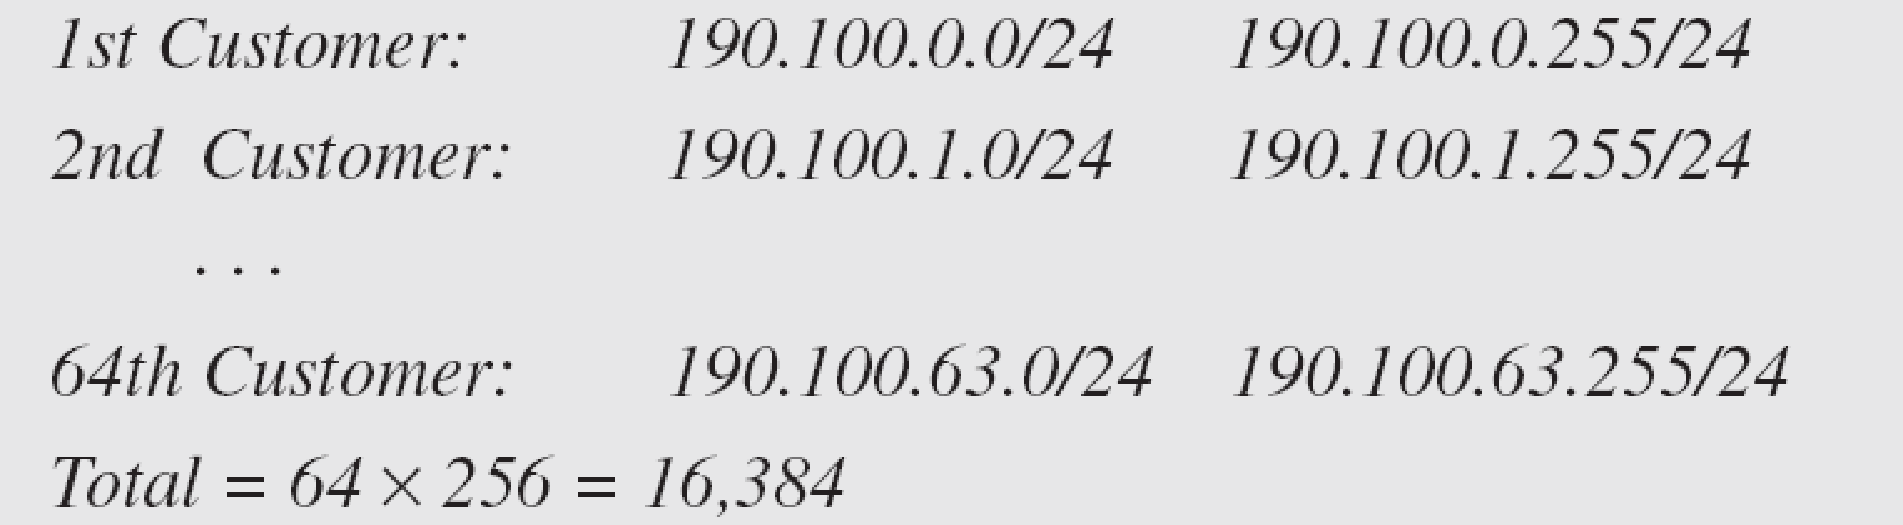 1st Customer: 190.100.0.0/24 190.100.0.255/24
2nd Customer: 190.100.1.0/24 190.100.1.255/24
. . .
64th Customer: 190.100.63.0/24 190.100.63.255/24
Total = 64 × 256 = 16,384